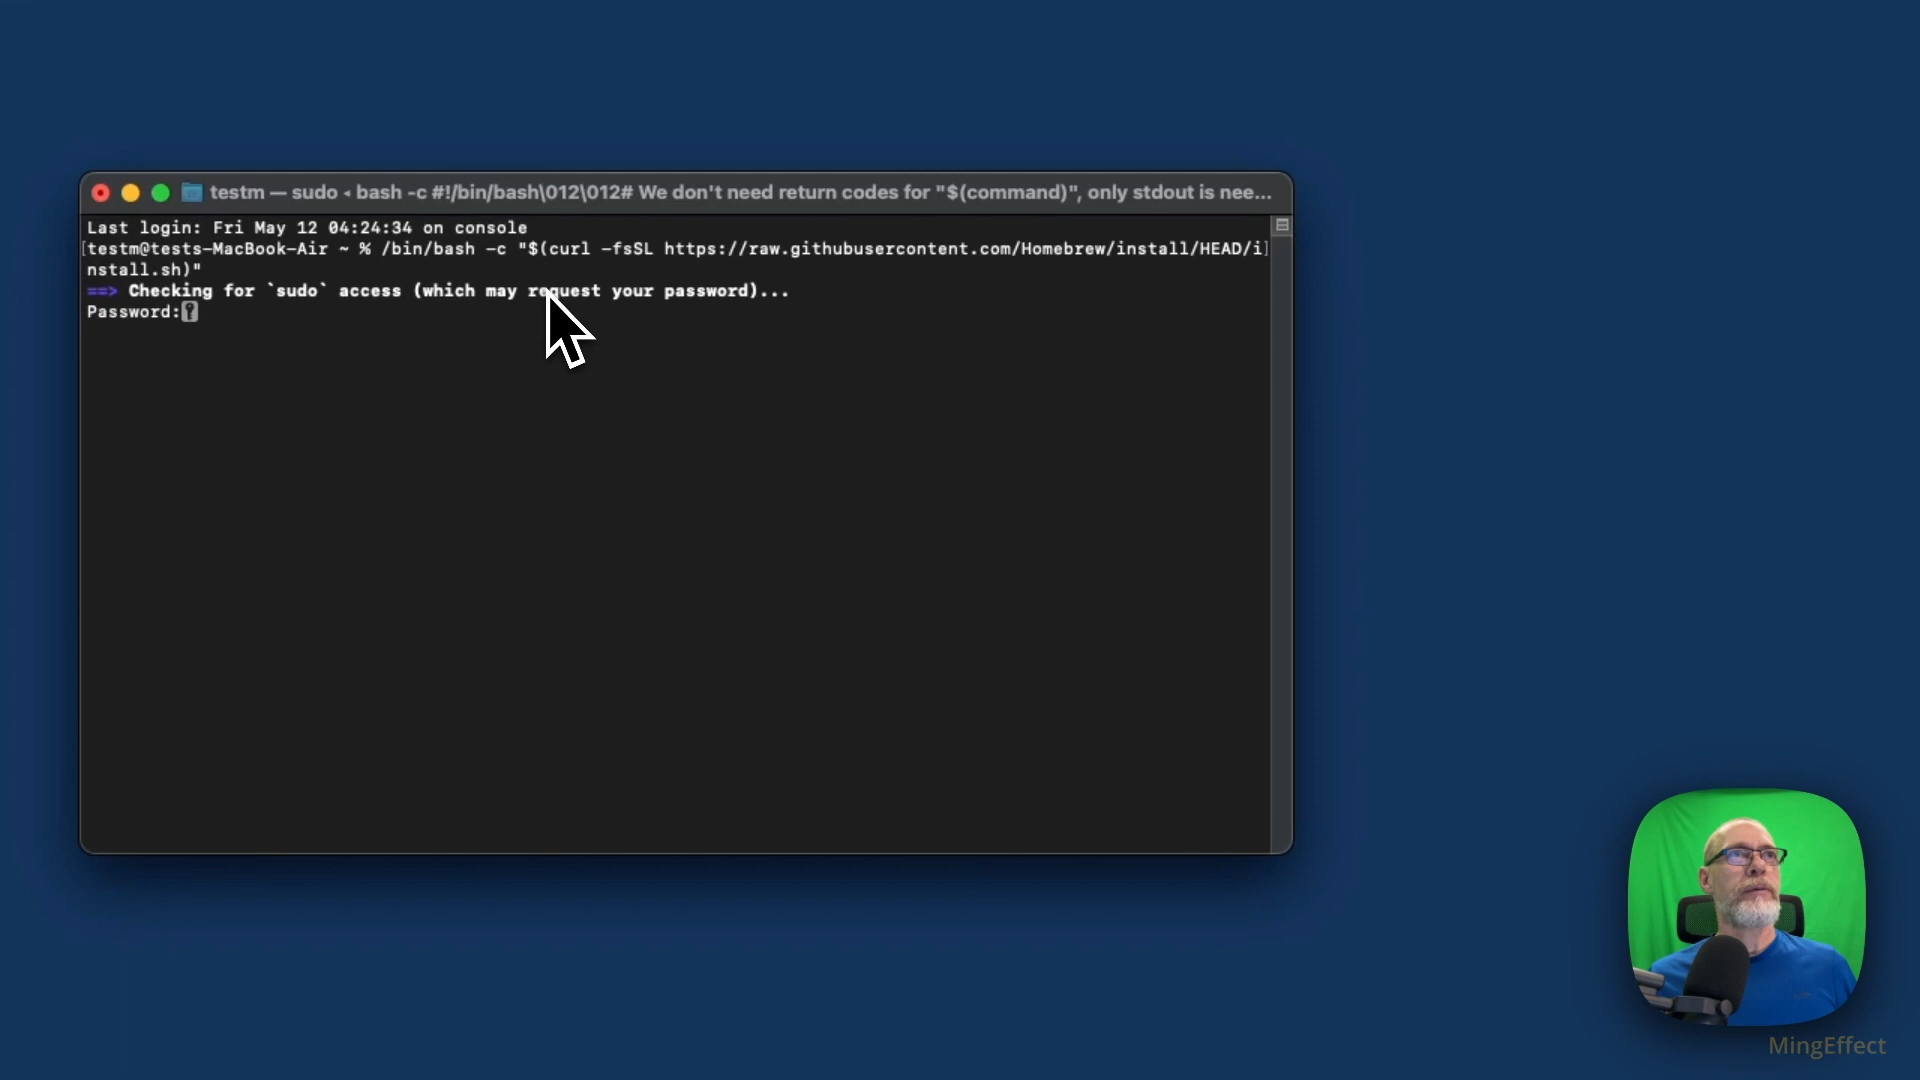 testm — sudo ◂ bash -c #!/bin/bash\012\012# We don't need return codes for "$(command)", only stdout is nee...
Last login: Fri May 12 04:24:34 on console
[testm@tests-MacBook-Air ~ % /bin/bash -c "$(curl -fsSL https://raw.githubusercontent.com/Homebrew/install/HEAD/i]
nstall.sh)"
==> Checking for `sudo` access (which may request your password)...
Password:
MingEffect